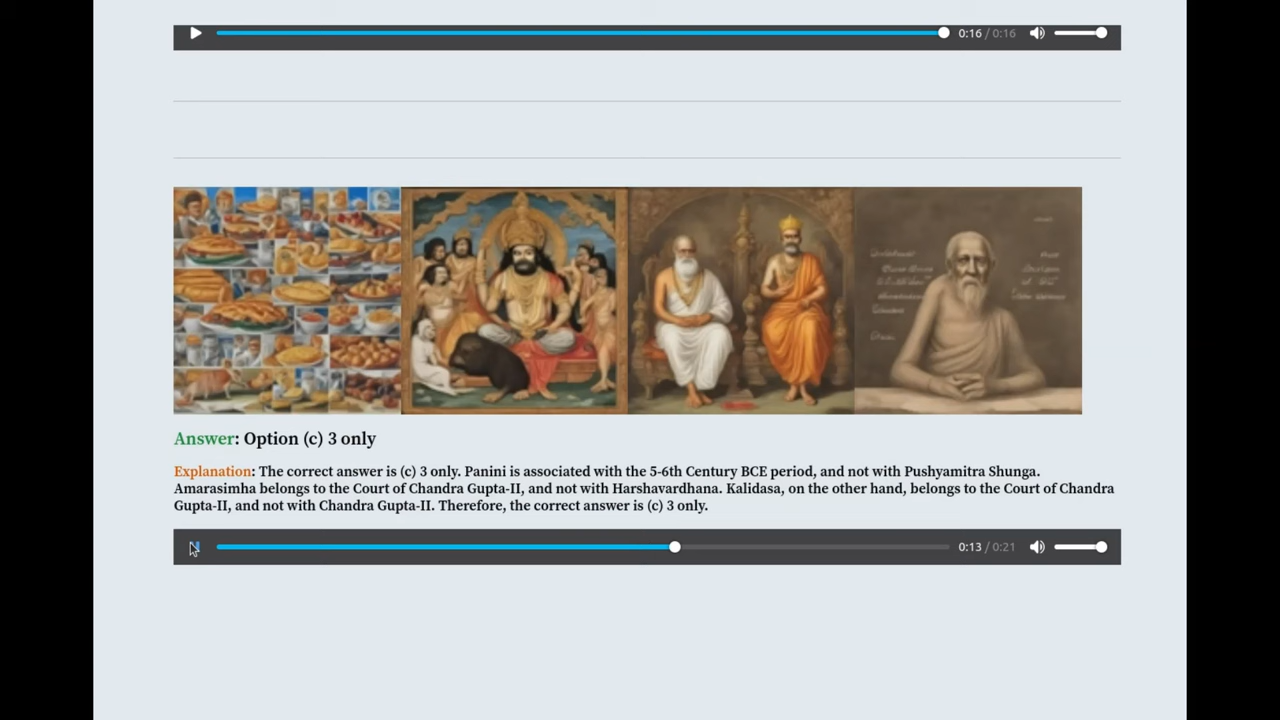 0:16 / 0:16
Answer: Option (c) 3 only
Explanation: The correct answer is (c) 3 only. Panini is associated with the 5-6th Century BCE period, and not with Pushyamitra Shunga.
Amarasimha belongs to the Court of Chandra Gupta-II, and not with Harshavardhana. Kalidasa, on the other hand, belongs to the Court of Chandra
Gupta-II, and not with Chandra Gupta-II. Therefore, the correct answer is (c) 3 only.
0:13 / 0:21